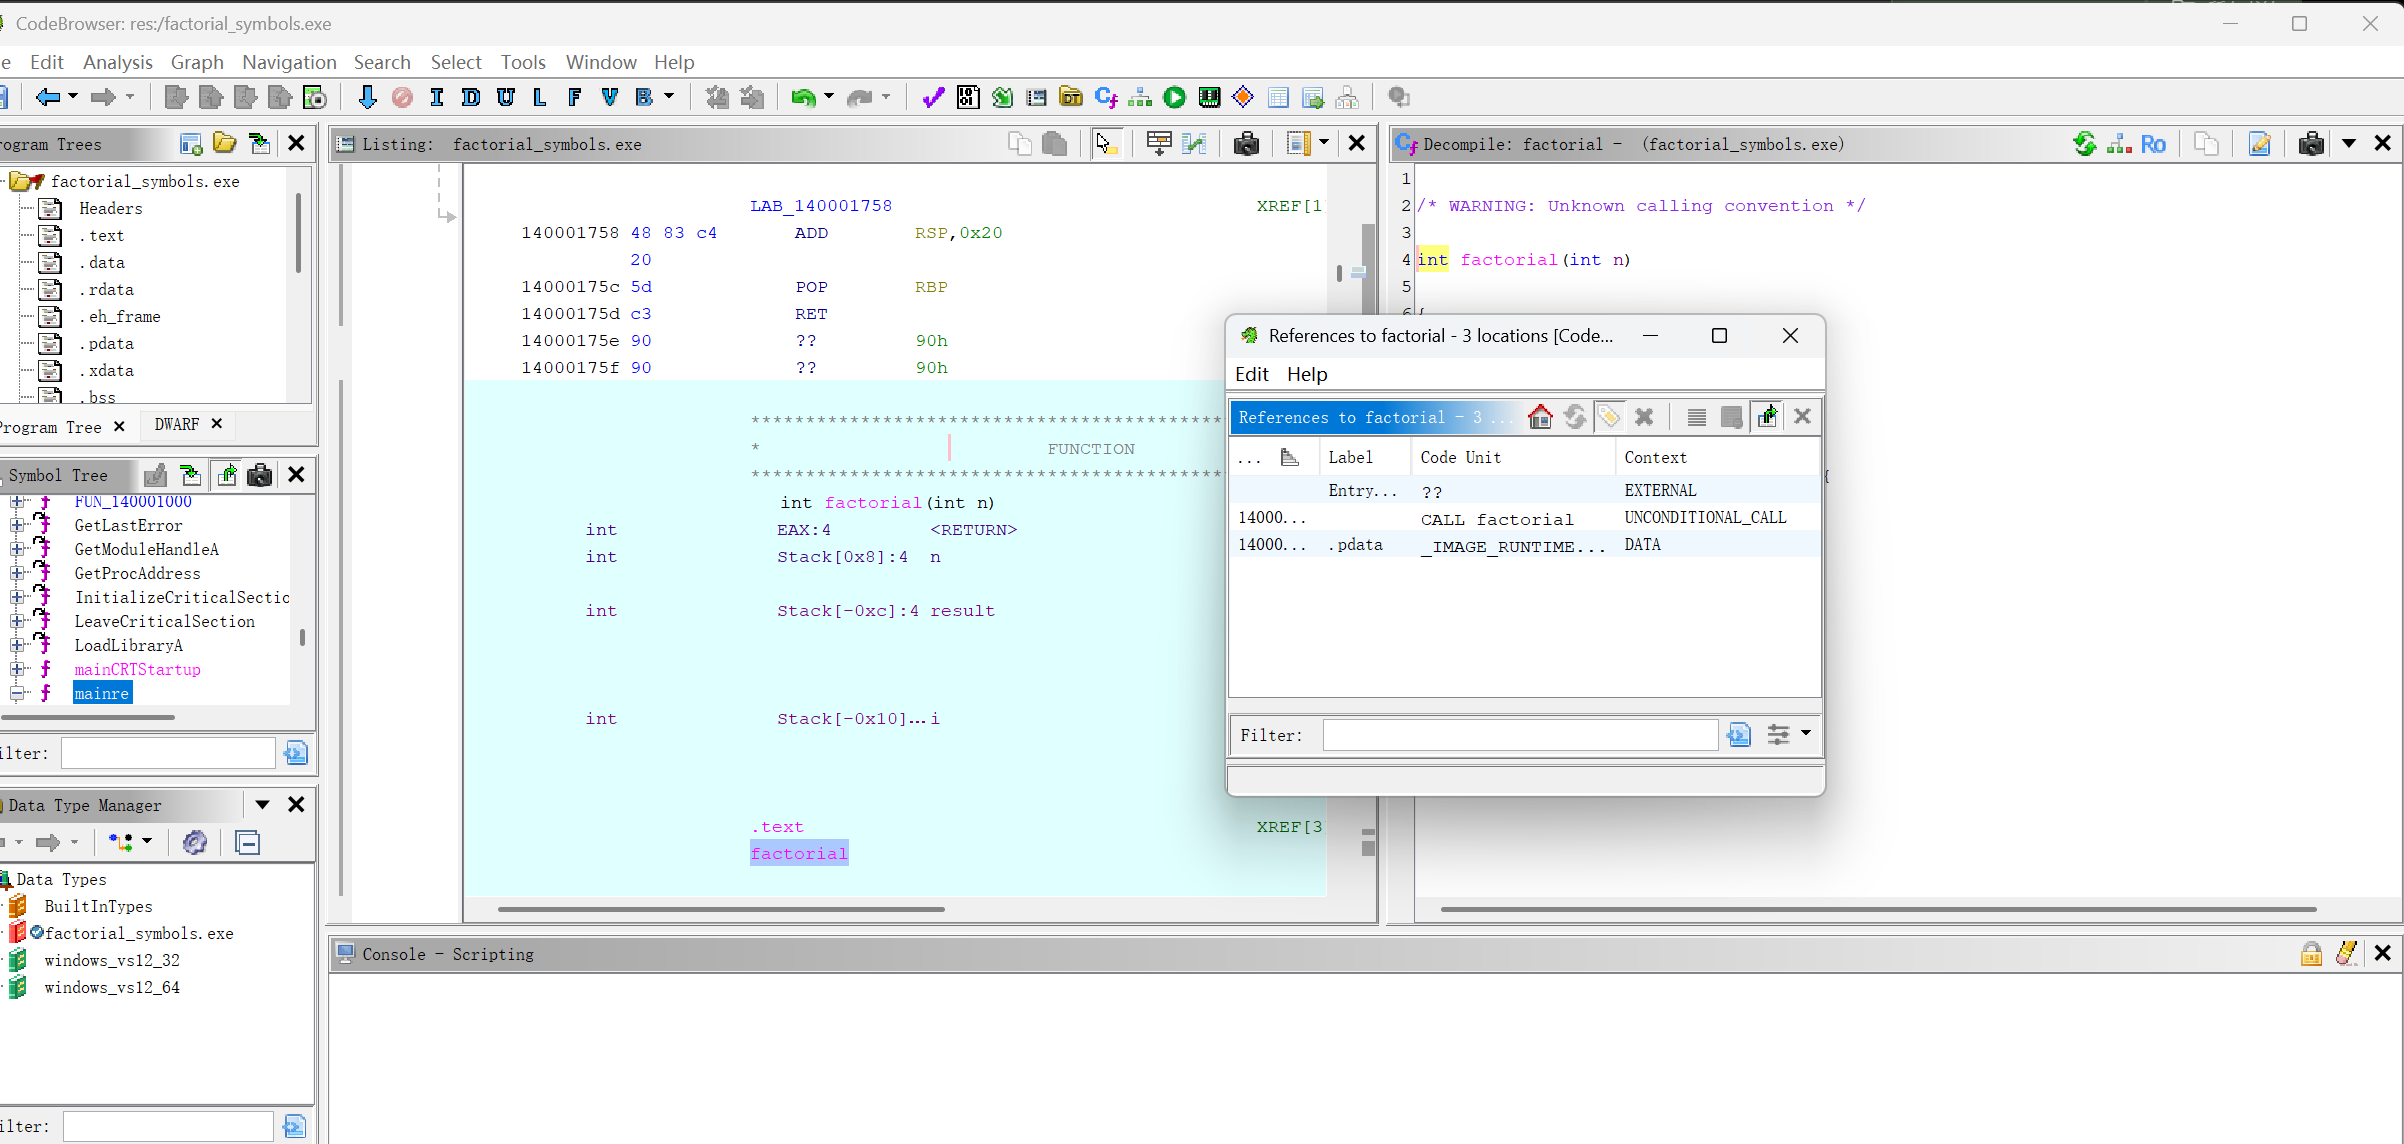 CodeBrowser: res:/factorial_symbols.exe
e Edit Analysis Graph Navigation Search Select Tools Window Help
I D U L F V B
rogram Trees
factorial_symbols.exe
Headers
.text
.data
.rdata
.eh_frame
.pdata
.xdata
.bss
Program Tree
DWARF
Symbol Tree
FUN_140001000
GetLastError
GetModuleHandleA
GetProcAddress
InitializeCriticalSectio
LeaveCriticalSection
LoadLibraryA
mainCRTStartup
mainre
ilter:
Data Type Manager
Data Types
BuiltInTypes
factorial_symbols.exe
windows_vs12_32
windows_vs12_64
ilter:
Listing: factorial_symbols.exe
LAB_140001758 XREF[1
140001758 48 83 c4 ADD RSP,0x20
20
14000175c 5d POP RBP
14000175d c3 RET
14000175e 90 ?? 90h
14000175f 90 ?? 90h
********************************************
* FUNCTION
********************************************
int factorial(int n)
int EAX:4 <RETURN>
int Stack[0x8]:4 n
int Stack[-0xc]:4 result
int Stack[-0x10]... i
.text XREF[3
factorial
Decompile: factorial - (factorial_symbols.exe)
Ro
1
2 /* WARNING: Unknown calling convention */
3
4 int factorial(int n)
5
6 {
{
References to factorial - 3 locations [Code...
Edit Help
References to factorial - 3 ...
... Label Code Unit Context
Entry... ?? EXTERNAL
14000... CALL factorial UNCONDITIONAL_CALL
14000... .pdata _IMAGE_RUNTIME... DATA
Filter:
Console - Scripting